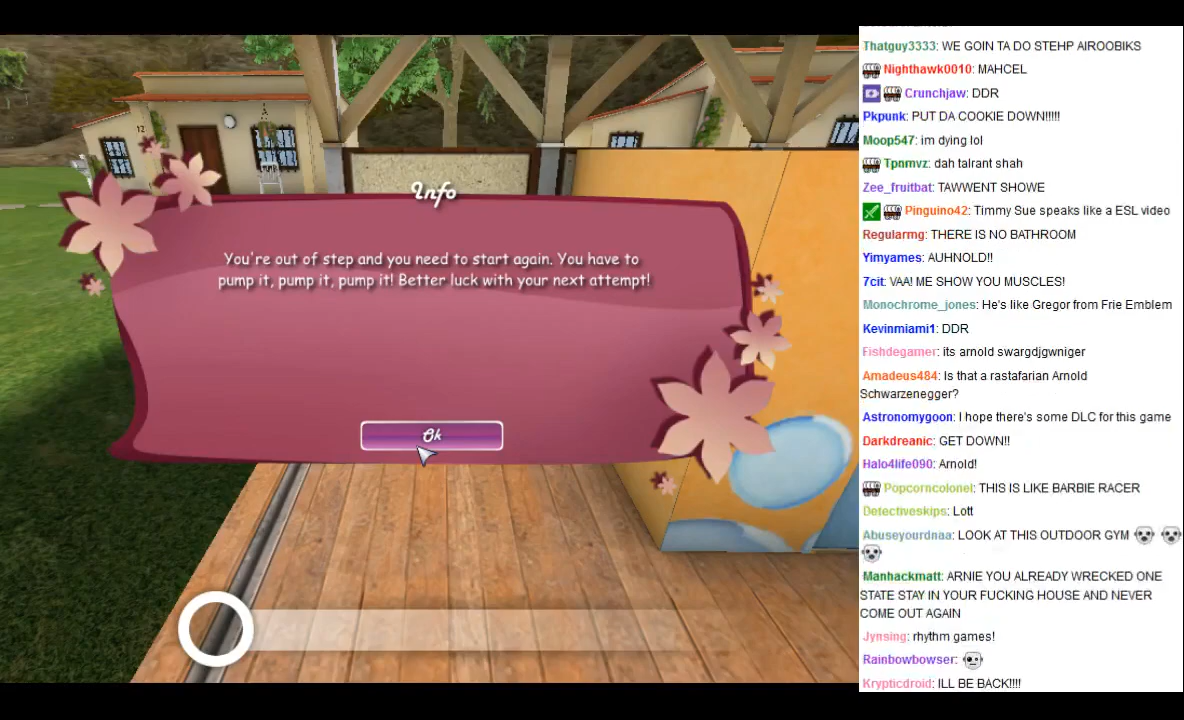 Info
You're out of step and you need to start again. You have to
pump it, pump it, pump it! Better luck with your next attempt!
Ok
12
Thatguy3333: WE GOIN TA DO STEHP AIROOBIKS
Nighthawk0010: MAHCEL
Crunchjaw: DDR
Pkpunk: PUT DA COOKIE DOWN!!!!!
Moop547: im dying lol
Tpnmvz: dah talrant shah
Zee_fruitbat: TAWWENT SHOWE
Pinguino42: Timmy Sue speaks like a ESL video
Regularmg: THERE IS NO BATHROOM
Yimyames: AUHNOLD!!
7cit: VAA! ME SHOW YOU MUSCLES!
Monochrome_jones: He's like Gregor from Frie Emblem
Kevinmiami1: DDR
Fishdegamer: its arnold swargdjgwniger
Amadeus484: Is that a rastafarian Arnold
Schwarzenegger?
Astronomygoon: I hope there's some DLC for this game
Darkdreanic: GET DOWN!!
Halo4life090: Arnold!
Popcorncolonel: THIS IS LIKE BARBIE RACER
Detectiveskips: Lott
Abuseyourdnaa: LOOK AT THIS OUTDOOR GYM
Manhackmatt: ARNIE YOU ALREADY WRECKED ONE
STATE STAY IN YOUR FUCKING HOUSE AND NEVER
COME OUT AGAIN
Jynsing: rhythm games!
Rainbowbowser:
Krypticdroid: ILL BE BACK!!!!